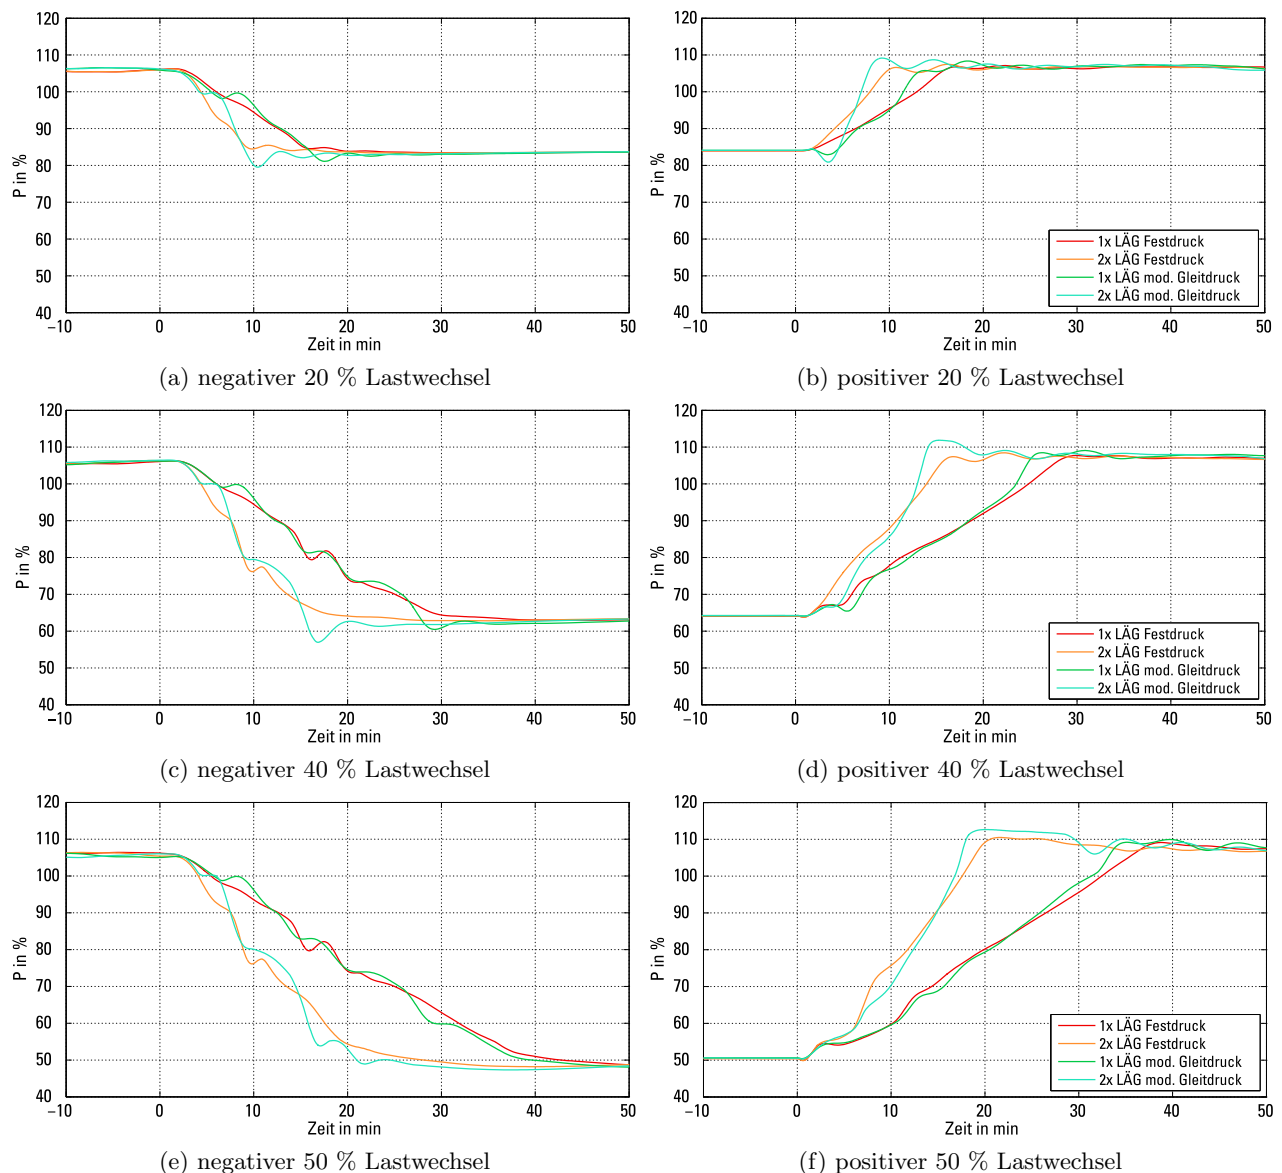 120
110
100
90
80
70
60
50
40
P in %
−10 0 10 20 30 40 50
Zeit in min
(a) negativer 20 % Lastwechsel
120
110
100
90
80
70
60
50
40
P in %
1x LÄG Festdruck
2x LÄG Festdruck
1x LÄG mod. Gleitdruck
2x LÄG mod. Gleitdruck
−10 0 10 20 30 40 50
Zeit in min
(b) positiver 20 % Lastwechsel
120
110
100
90
80
70
60
50
40
P in %
−10 0 10 20 30 40 50
Zeit in min
(c) negativer 40 % Lastwechsel
120
110
100
90
80
70
60
50
40
P in %
1x LÄG Festdruck
2x LÄG Festdruck
1x LÄG mod. Gleitdruck
2x LÄG mod. Gleitdruck
−10 0 10 20 30 40 50
Zeit in min
(d) positiver 40 % Lastwechsel
120
110
100
90
80
70
60
50
40
P in %
−10 0 10 20 30 40 50
Zeit in min
(e) negativer 50 % Lastwechsel
120
110
100
90
80
70
60
50
40
P in %
1x LÄG Festdruck
2x LÄG Festdruck
1x LÄG mod. Gleitdruck
2x LÄG mod. Gleitdruck
−10 0 10 20 30 40 50
Zeit in min
(f) positiver 50 % Lastwechsel